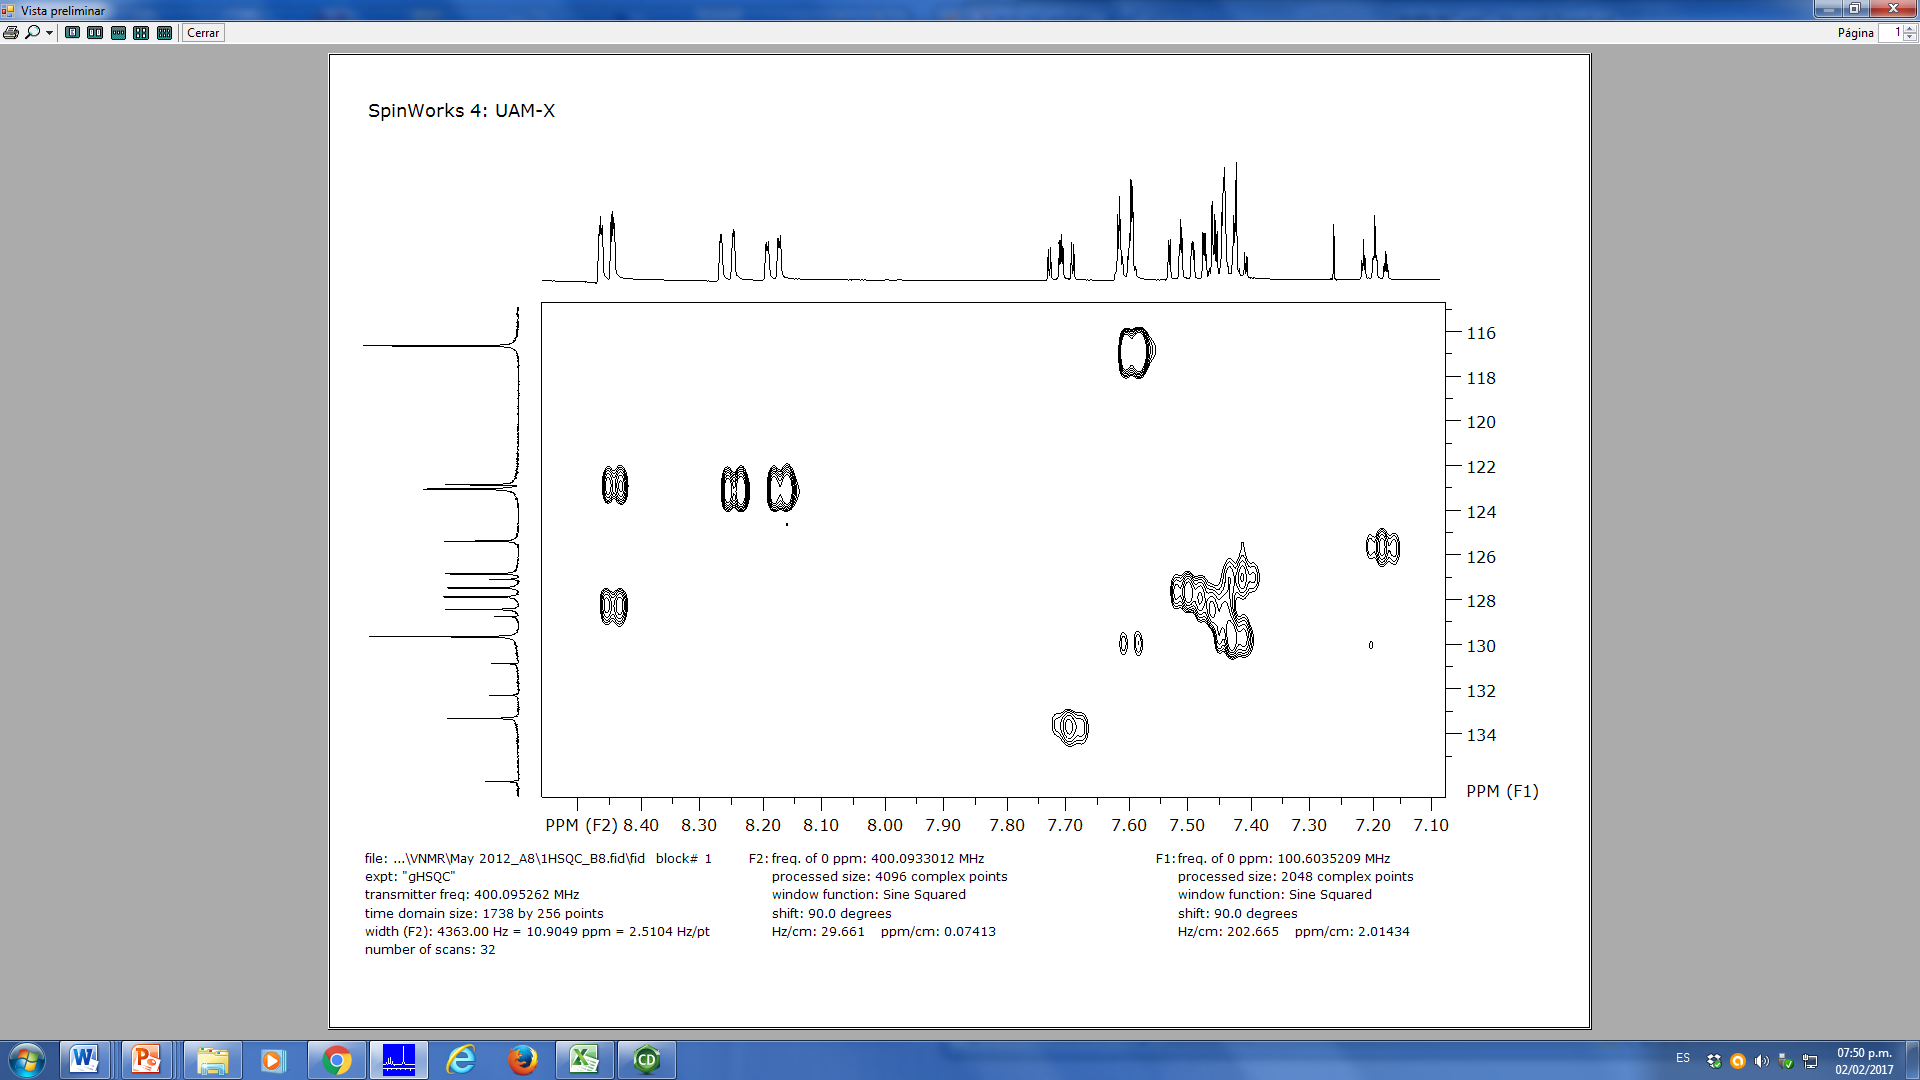 Vista preliminar
Cerrar
Página 1
SpinWorks 4: UAM-X
116
118
120
122
124
126
128
130
132
134
PPM (F1)
PPM (F2) 8.40 8.30 8.20 8.10 8.00 7.90 7.80 7.70 7.60 7.50 7.40 7.30 7.20 7.10
file: ...\VNMR\May 2012_A8\1HSQC_B8.fid\fid block# 1
expt: "gHSQC"
transmitter freq: 400.095262 MHz
time domain size: 1738 by 256 points
width (F2): 4363.00 Hz = 10.9049 ppm = 2.5104 Hz/pt
number of scans: 32
F2: freq. of 0 ppm: 400.0933012 MHz
processed size: 4096 complex points
window function: Sine Squared
shift: 90.0 degrees
Hz/cm: 29.661 ppm/cm: 0.07413
F1: freq. of 0 ppm: 100.6035209 MHz
processed size: 2048 complex points
window function: Sine Squared
shift: 90.0 degrees
Hz/cm: 202.665 ppm/cm: 2.01434
ES
07:50 p.m.
02/02/2017